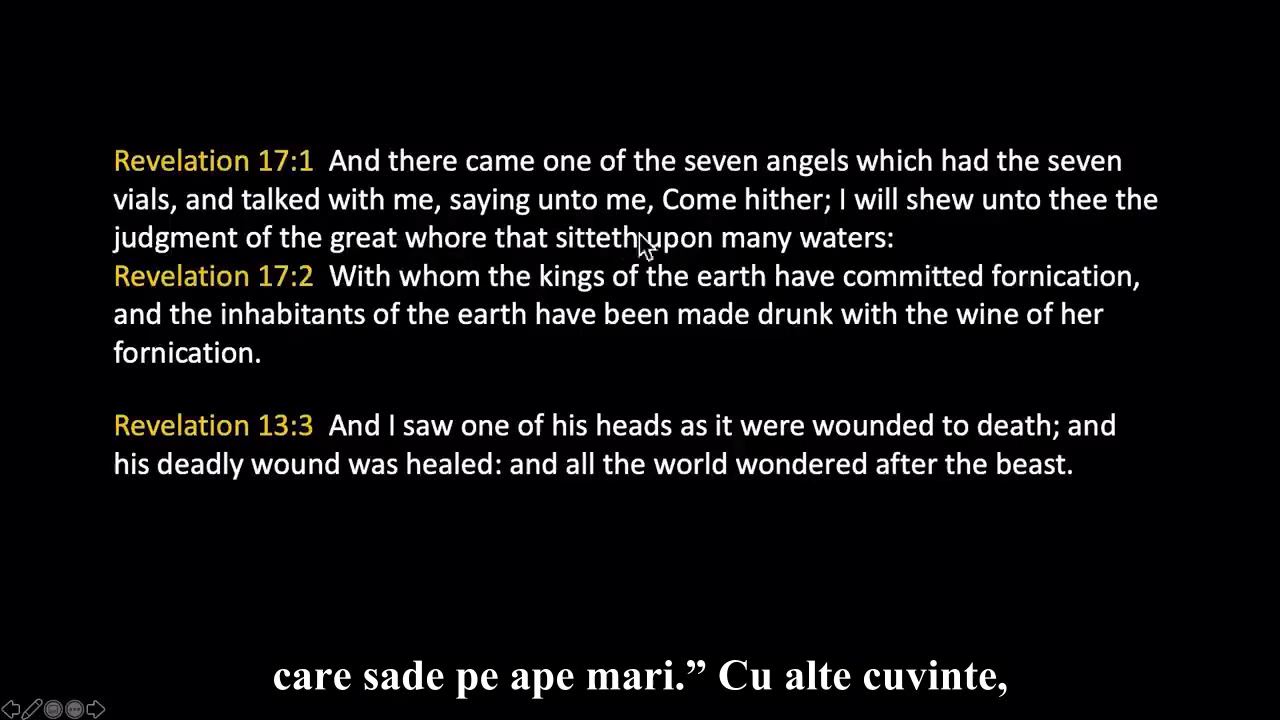 Revelation 17:1 And there came one of the seven angels which had the seven
vials, and talked with me, saying unto me, Come hither; I will shew unto thee the
judgment of the great whore that sitteth upon many waters:
Revelation 17:2 With whom the kings of the earth have committed fornication,
and the inhabitants of the earth have been made drunk with the wine of her
fornication.
Revelation 13:3 And I saw one of his heads as it were wounded to death; and
his deadly wound was healed: and all the world wondered after the beast.
care sade pe ape mari.” Cu alte cuvinte,